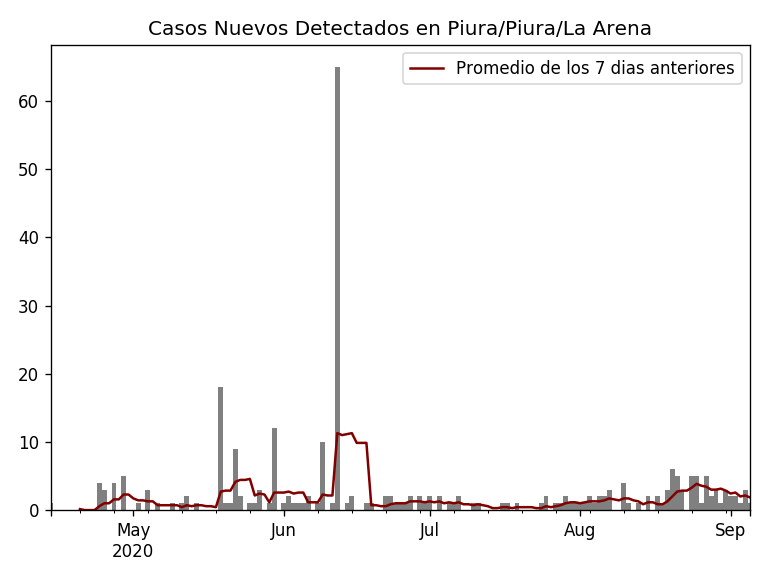 Casos Nuevos Detectados en Piura/Piura/La Arena
Promedio de los 7 dias anteriores
60
50
40
30
20
10
0
May Jun Jul Aug Sep
2020